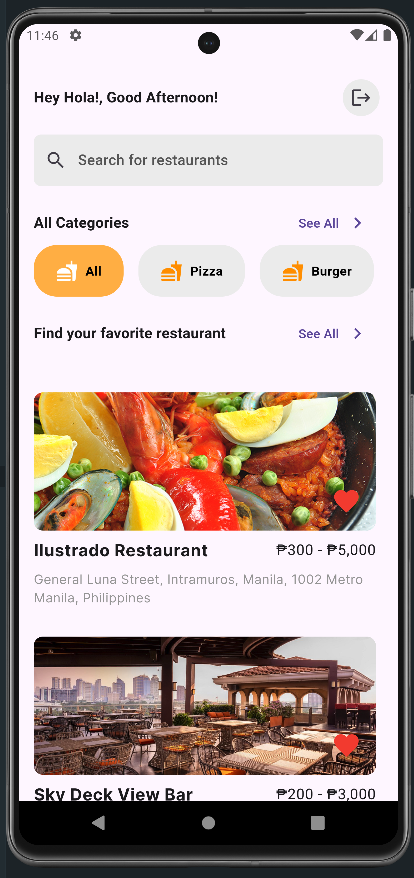 11:46
Hey Hola!, Good Afternoon!
Search for restaurants
All Categories See All
All Pizza Burger
Find your favorite restaurant See All
Ilustrado Restaurant ₱300 - ₱5,000
General Luna Street, Intramuros, Manila, 1002 Metro
Manila, Philippines
Sky Deck View Bar ₱200 - ₱3,000